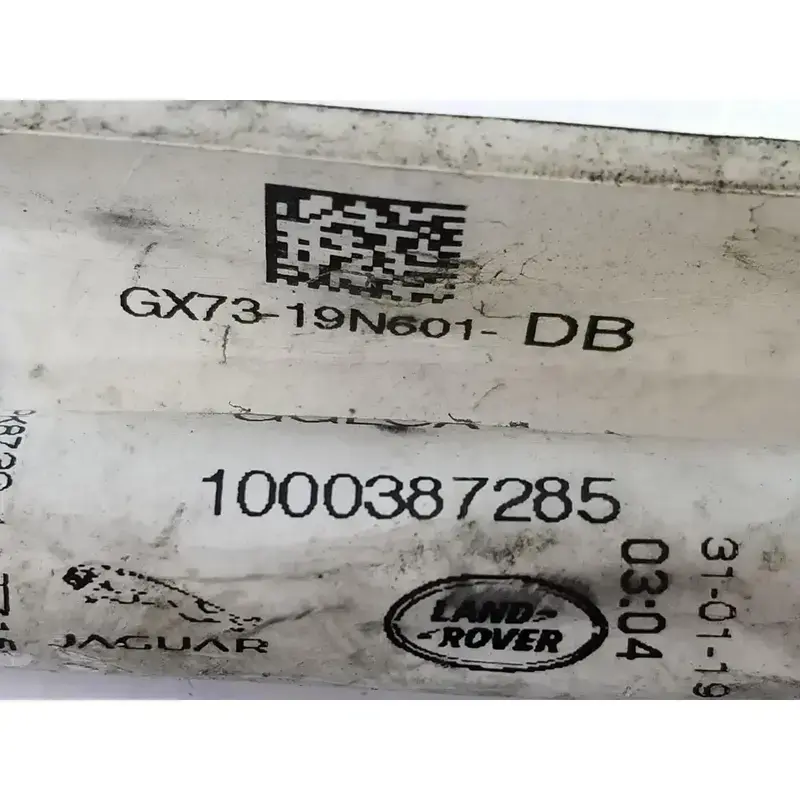 GX73-19N601-DB
1000387285
JAGUAR
LAND-
-ROVER
03:04
31-01-19